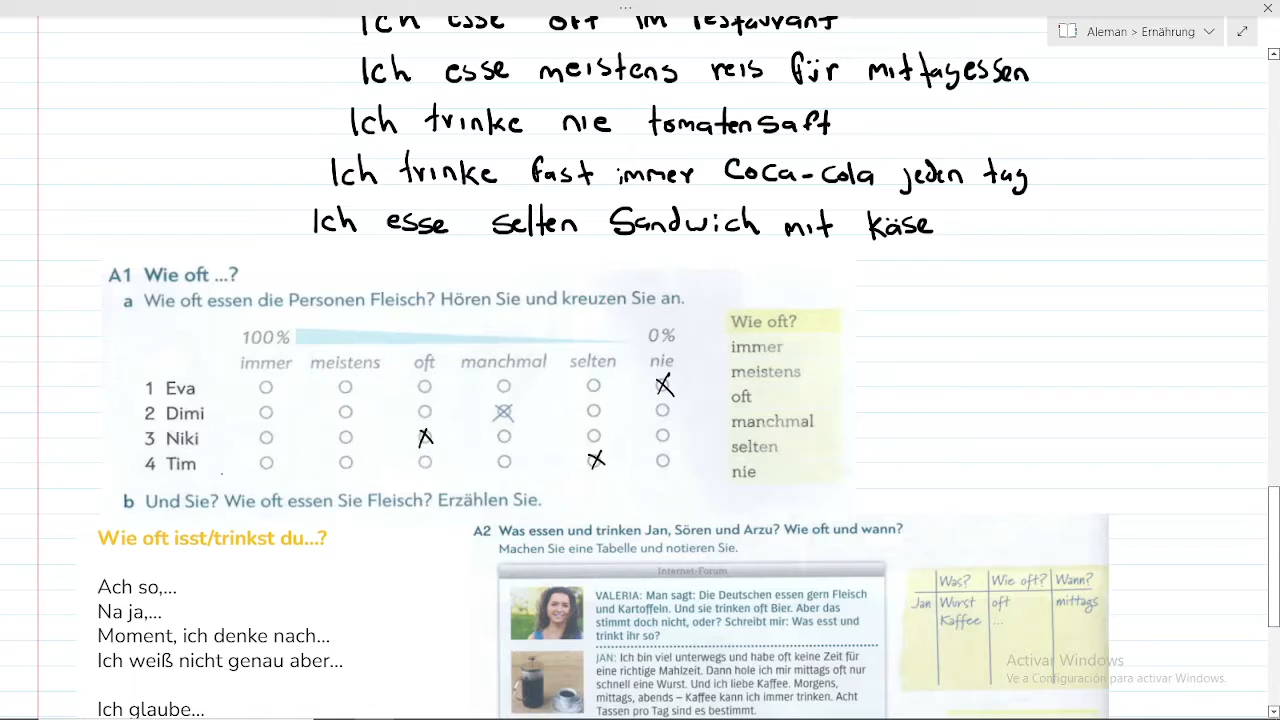 ...
Aleman > Ernährung
Ich esse oft im restaurant
Ich esse meistens reis für mittagessen
Ich trinke nie tomatensaft
Ich trinke fast immer Coca-Cola jeden tag
Ich esse selten Sandwich mit käse
A1 Wie oft ...?
a Wie oft essen die Personen Fleisch? Hören Sie und kreuzen Sie an.
100% 0%
immer meistens oft manchmal selten nie
1 Eva
2 Dimi
3 Niki
4 Tim
Wie oft?
immer
meistens
oft
manchmal
selten
nie
b Und Sie? Wie oft essen Sie Fleisch? Erzählen Sie.
Wie oft isst/trinkst du...?
Ach so,...
Na ja,...
Moment, ich denke nach...
Ich weiß nicht genau aber...
Ich glaube...
A2 Was essen und trinken Jan, Sören und Arzu? Wie oft und wann?
Machen Sie eine Tabelle und notieren Sie.
Internet-Forum
VALERIA: Man sagt: Die Deutschen essen gern Fleisch
und Kartoffeln. Und sie trinken oft Bier. Aber das
stimmt doch nicht, oder? Schreibt mir: Was esst und
trinkt ihr so?
JAN: Ich bin viel unterwegs und habe oft keine Zeit für
eine richtige Mahlzeit. Dann hole ich mir mittags oft nur
schnell eine Wurst. Und ich liebe Kaffee. Morgens,
mittags, abends – Kaffee kann ich immer trinken. Acht
Tassen pro Tag sind es bestimmt.
Was? Wie oft? Wann?
Jan Wurst oft mittags
Kaffee ...
Activar Windows
Ve a Configuración para activar Windows.